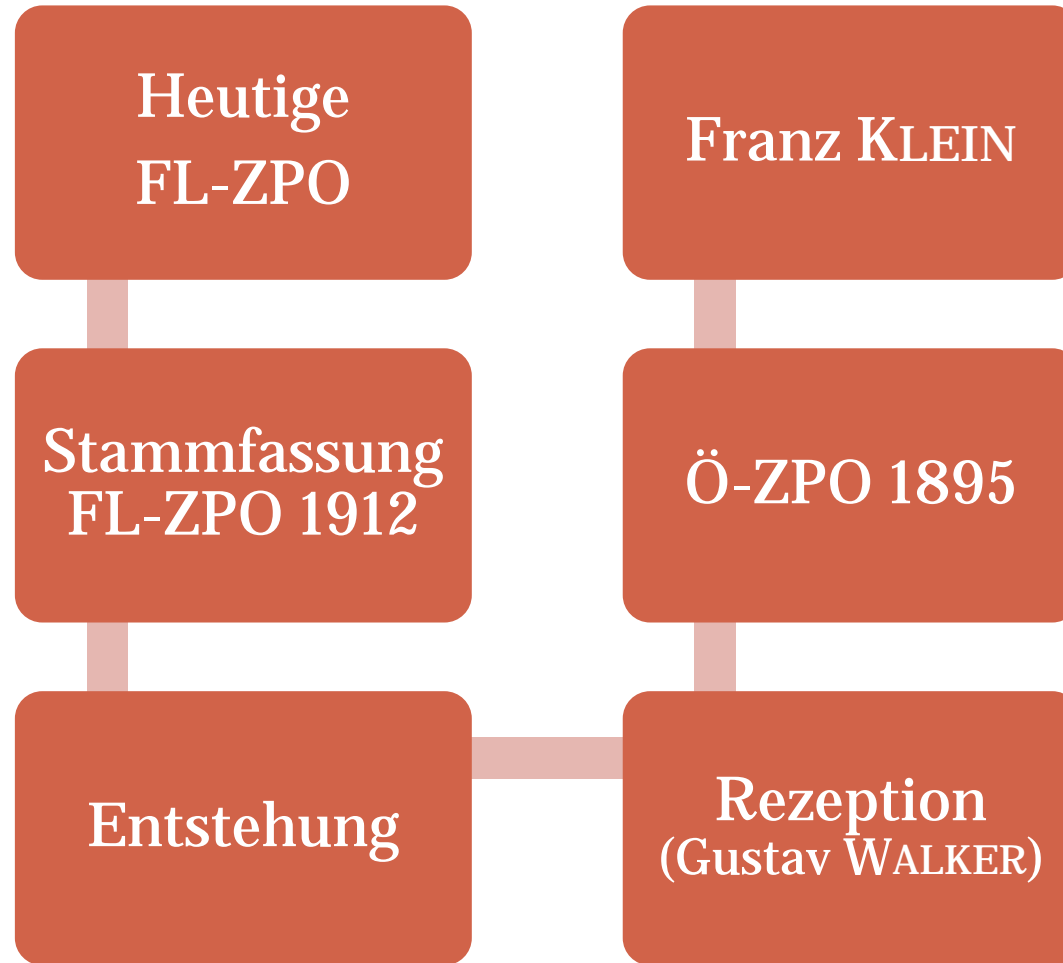 Heutige
FL-ZPO
Stammfassung
FL-ZPO 1912
Entstehung
Rezeption
(Gustav WALKER)
Ö-ZPO 1895
Franz KLEIN